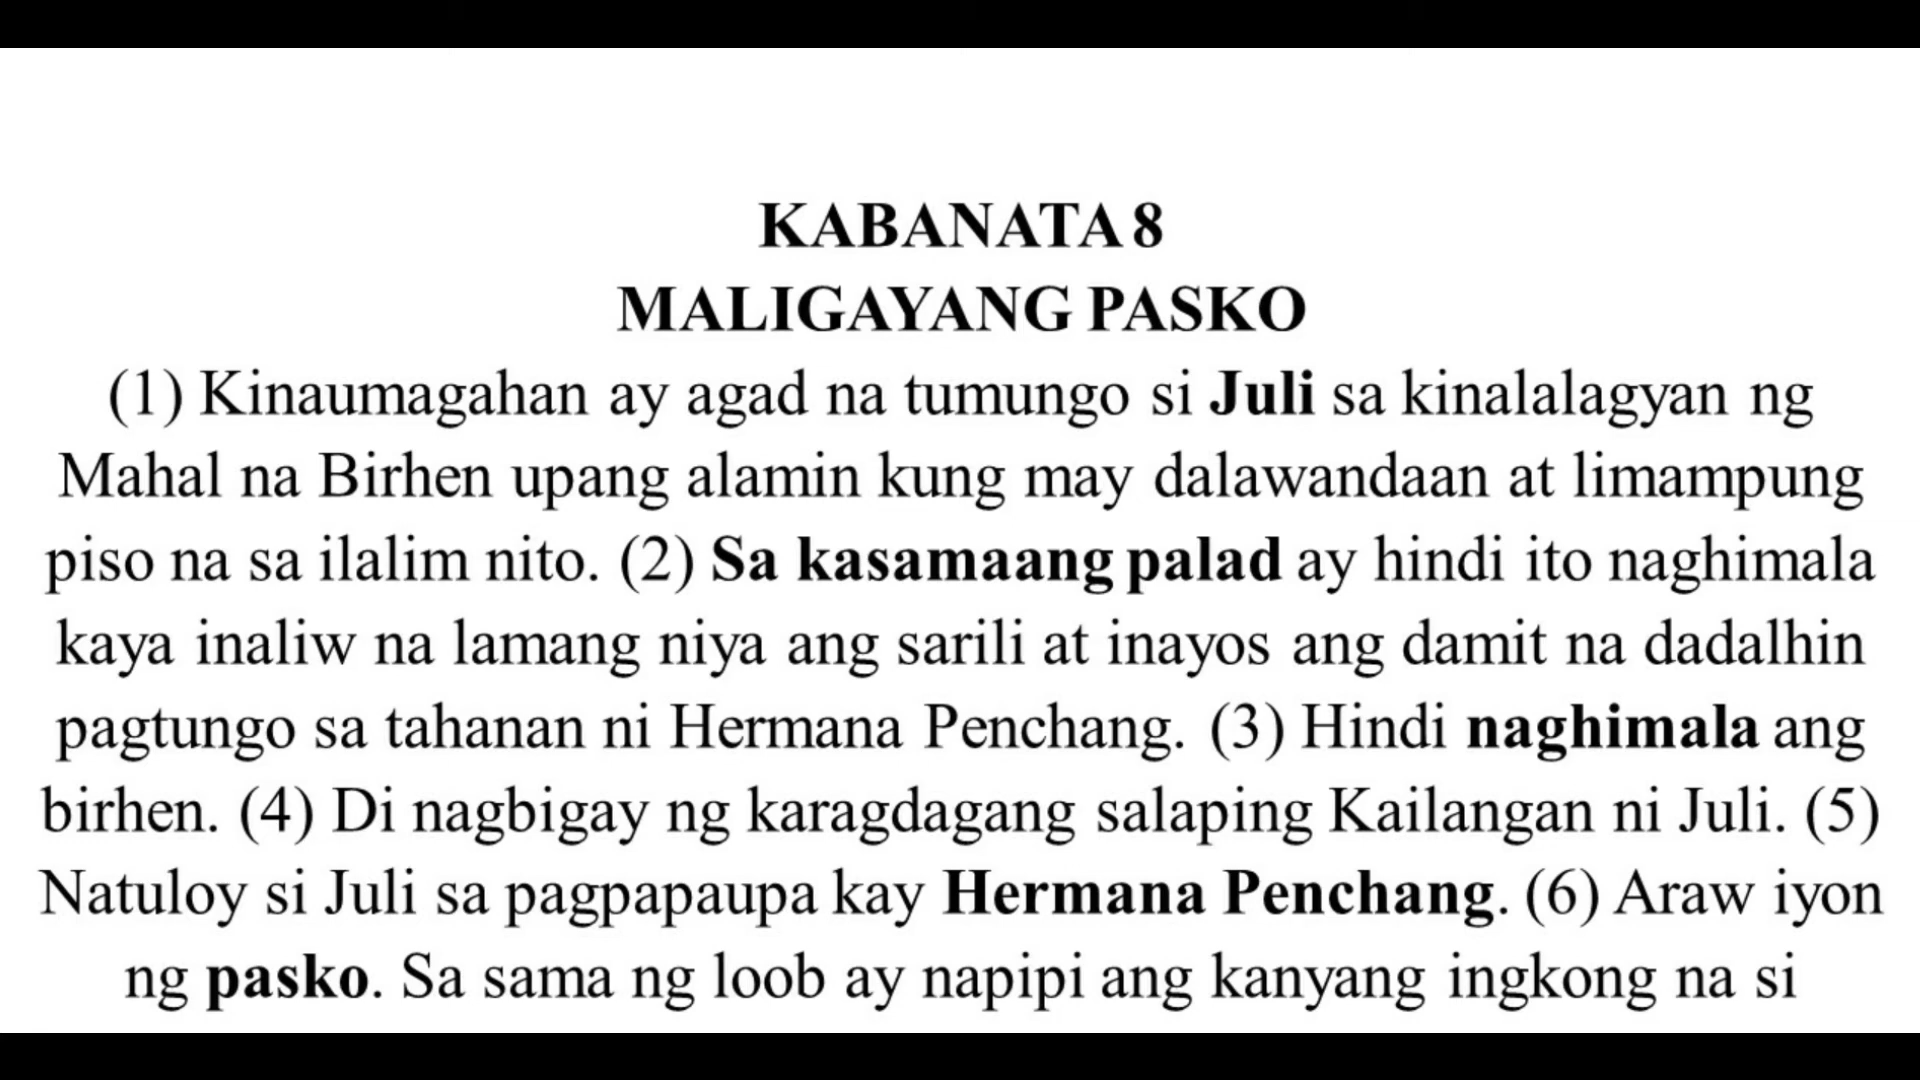 KABANATA 8
MALIGAYANG PASKO
(1) Kinaumagahan ay agad na tumungo si Juli sa kinalalagyan ng
Mahal na Birhen upang alamin kung may dalawandaan at limampung
piso na sa ilalim nito. (2) Sa kasamaang palad ay hindi ito naghimala
kaya inaliw na lamang niya ang sarili at inayos ang damit na dadalhin
pagtungo sa tahanan ni Hermana Penchang. (3) Hindi naghimala ang
birhen. (4) Di nagbigay ng karagdagang salaping Kailangan ni Juli. (5)
Natuloy si Juli sa pagpapaupa kay Hermana Penchang. (6) Araw iyon
ng pasko. Sa sama ng loob ay napipi ang kanyang ingkong na si